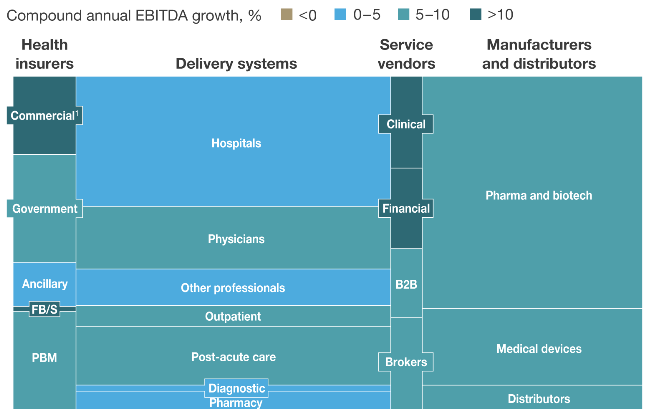 Compound annual EBITDA growth, % <0 0–5 5–10 >10
Health insurers
Delivery systems
Service vendors
Manufacturers and distributors
Commercial¹
Government
Ancillary
FB/S
PBM
Hospitals
Physicians
Other professionals
Outpatient
Post-acute care
Diagnostic
Pharmacy
Clinical
Financial
B2B
Brokers
Pharma and biotech
Medical devices
Distributors